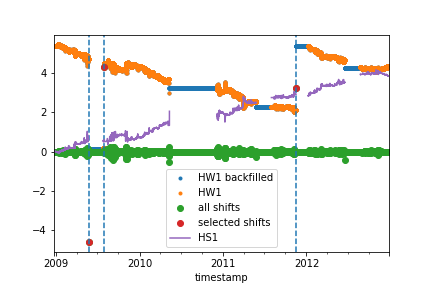 4
2
0
−2
−4
HW1 backfilled
HW1
all shifts
selected shifts
HS1
2009 2010 2011 2012
timestamp